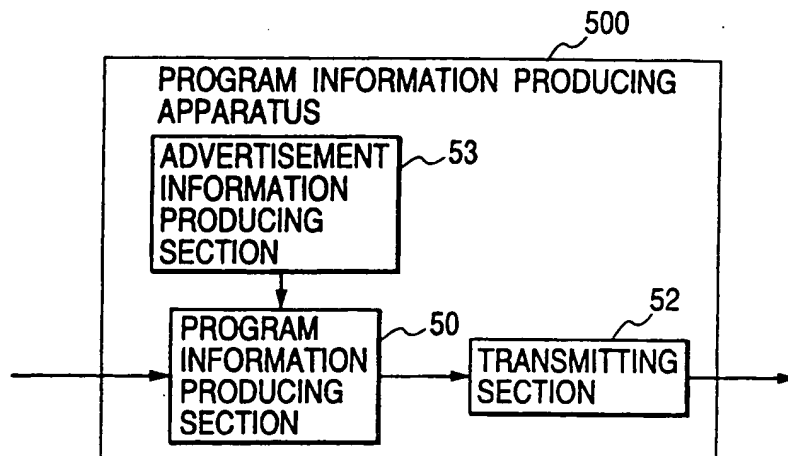 500
PROGRAM INFORMATION PRODUCING
APPARATUS
ADVERTISEMENT
INFORMATION
PRODUCING
SECTION
53
PROGRAM
INFORMATION
PRODUCING
SECTION
50
TRANSMITTING
SECTION
52